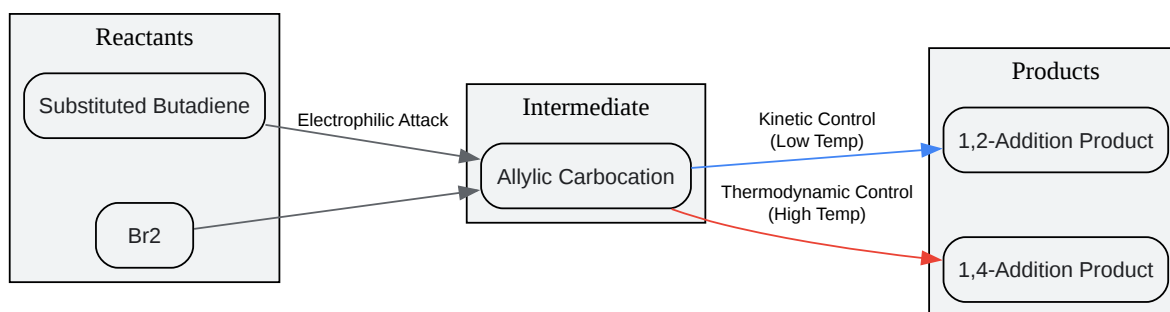 Reactants
Substituted Butadiene
Br2
Electrophilic Attack
Intermediate
Allylic Carbocation
Kinetic Control
(Low Temp)
Thermodynamic Control
(High Temp)
Products
1,2-Addition Product
1,4-Addition Product